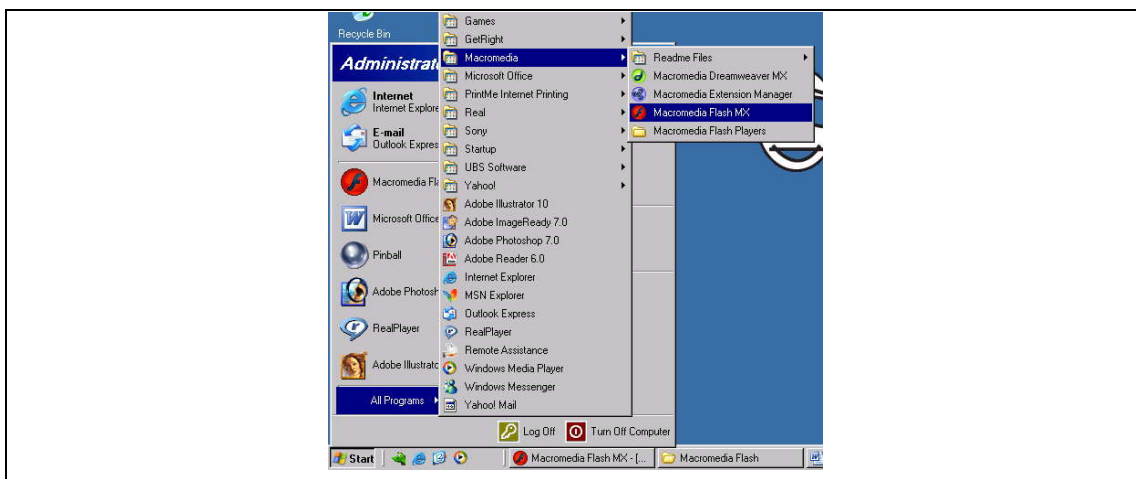 Recycle Bin
Administrat
Internet
Internet Explore
E-mail
Outlook Expres
Macromedia Fl
Microsoft Office
Pinball
Adobe Photosh
RealPlayer
Adobe Illustrato
All Programs
Games
GetRight
Macromedia
Microsoft Office
PrintMe Internet Printing
Real
Sony
Startup
UBS Software
Yahoo!
Adobe Illustrator 10
Adobe ImageReady 7.0
Adobe Photoshop 7.0
Adobe Reader 6.0
Internet Explorer
MSN Explorer
Outlook Express
RealPlayer
Remote Assistance
Windows Media Player
Windows Messenger
Yahoo! Mail
Readme Files
Macromedia Dreamweaver MX
Macromedia Extension Manager
Macromedia Flash MX
Macromedia Flash Players
Log Off Turn Off Computer
Start Macromedia Flash MX - [... Macromedia Flash